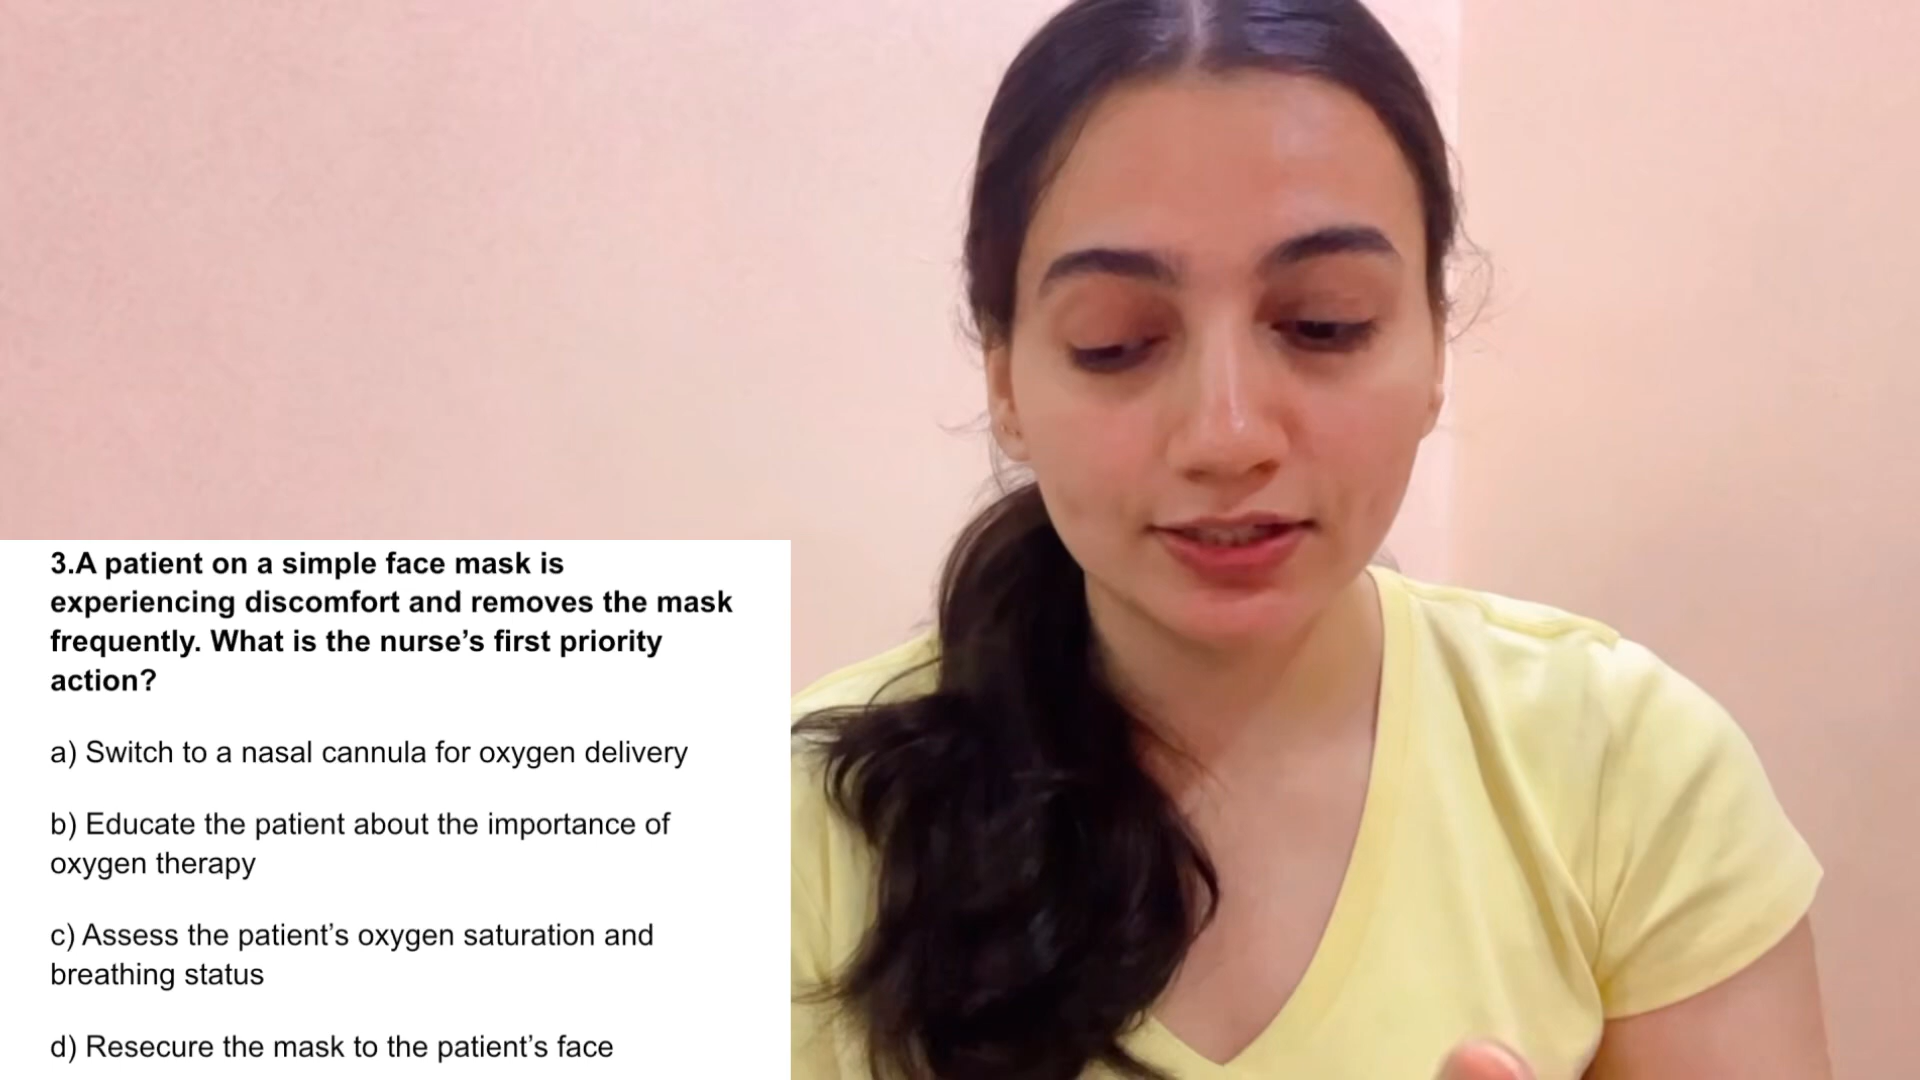 3.A patient on a simple face mask is
experiencing discomfort and removes the mask
frequently. What is the nurse’s first priority
action?
a) Switch to a nasal cannula for oxygen delivery
b) Educate the patient about the importance of
oxygen therapy
c) Assess the patient’s oxygen saturation and
breathing status
d) Resecure the mask to the patient’s face